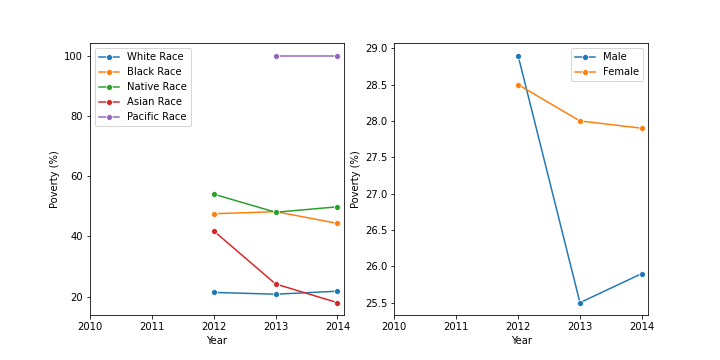 100
80
60
40
20
Poverty (%)
White Race
Black Race
Native Race
Asian Race
Pacific Race
2010 2011 2012 2013 2014
Year
29.0
28.5
28.0
27.5
27.0
26.5
26.0
25.5
Poverty (%)
Male
Female
2010 2011 2012 2013 2014
Year